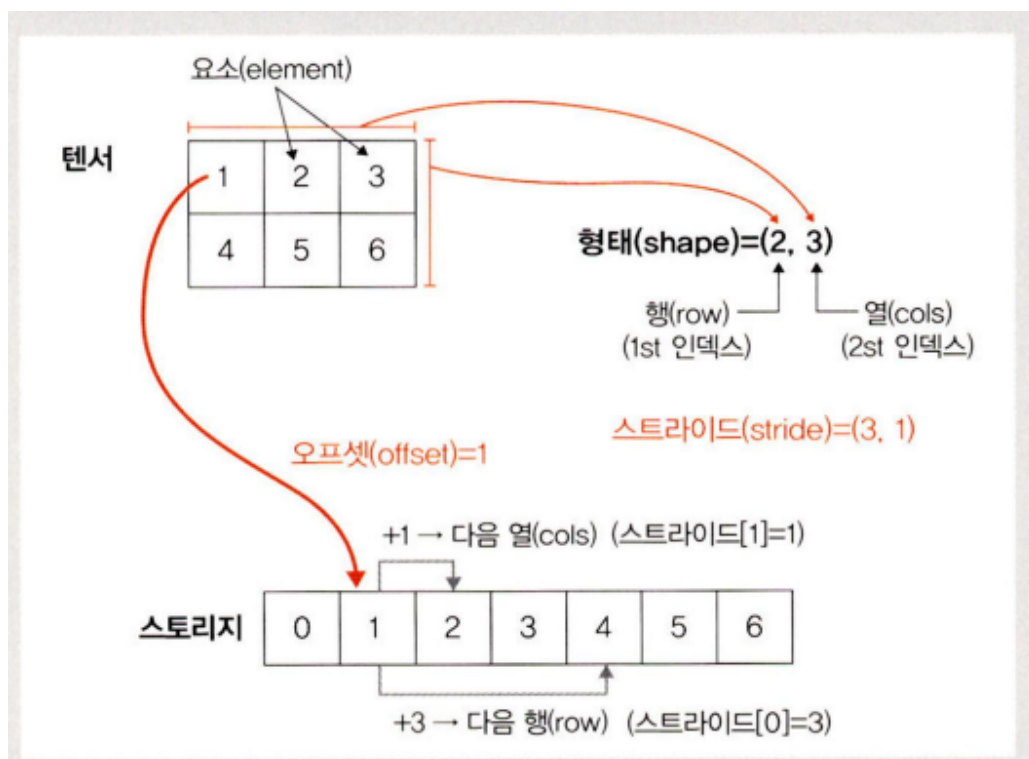 요소(element)
텐서
1 2 3
4 5 6
형태(shape)=(2, 3)
행(row) 열(cols)
(1st 인덱스) (2st 인덱스)
스트라이드(stride)=(3, 1)
오프셋(offset)=1
+1 → 다음 열(cols) (스트라이드[1]=1)
스토리지 0 1 2 3 4 5 6
+3 → 다음 행(row) (스트라이드[0]=3)